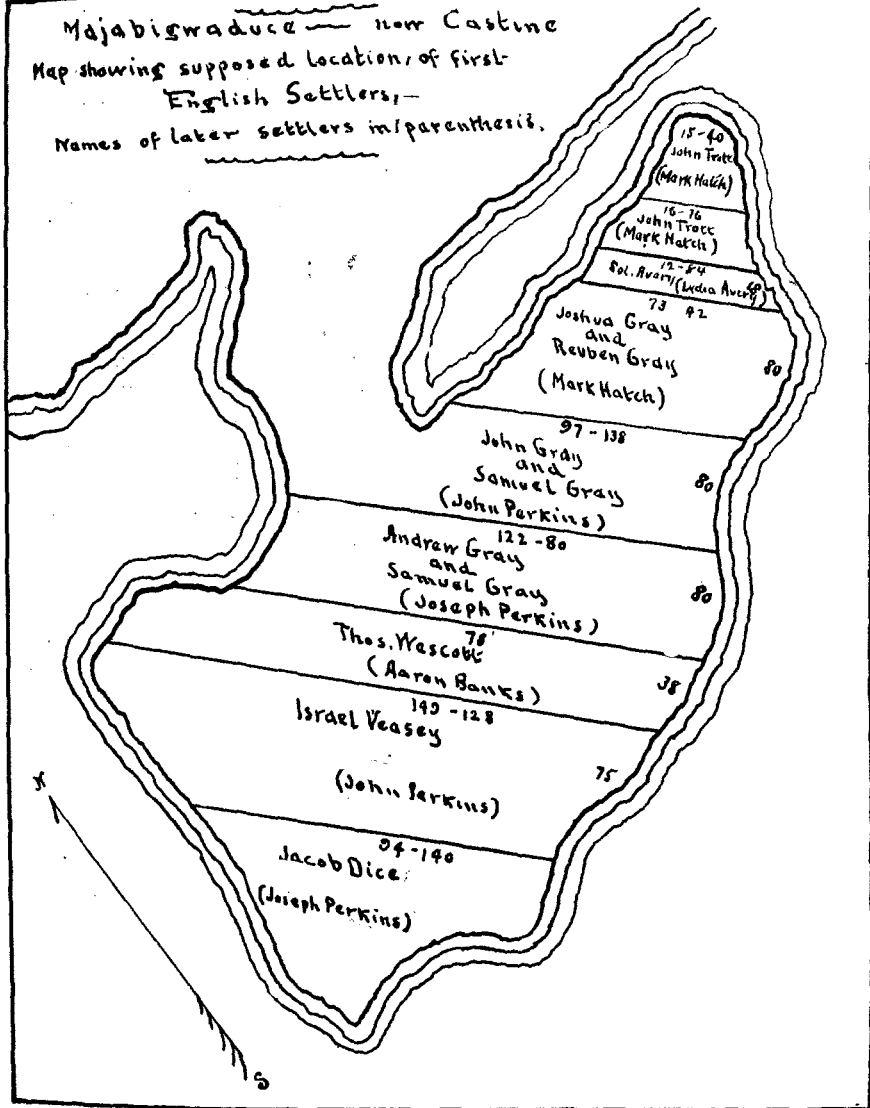 Majabigwaduce — now Castine
Map showing supposed location, of first
English Settlers,—
Names of later settlers in parenthesis.
15-40
John Trott
(Mark Hatch)
16-76
John Trott
(Mark Hatch)
12-84
Sol. Avery (Lydia Avery)
73 92
Joshua Gray
and
Reuben Gray
80
(Mark Hatch)
97-138
John Gray
and
Samuel Gray
80
(John Perkins)
122-80
Andrew Gray
and
Samuel Gray
80
(Joseph Perkins)
78
Thos. Wescott
38
(Aaron Banks)
149-128
Israel Veasey
75
(John Perkins)
94-140
Jacob Dice
(Joseph Perkins)
N
S